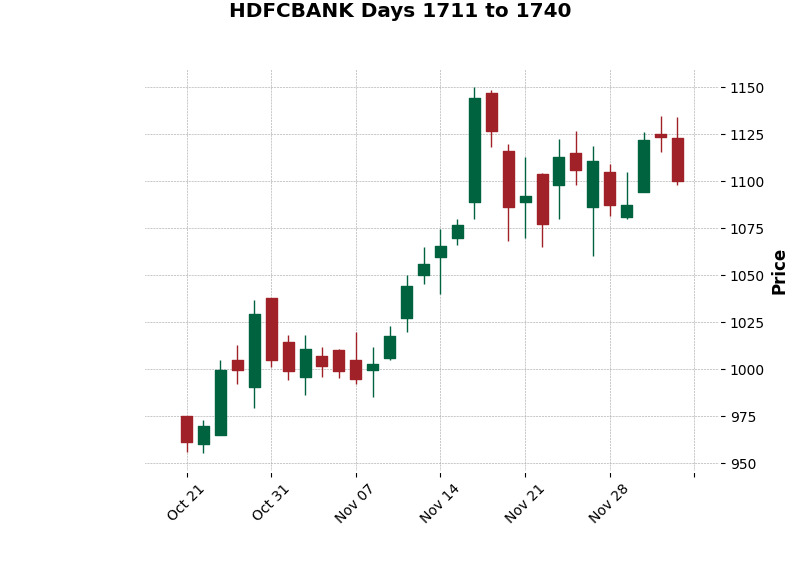 HDFCBANK Days 1711 to 1740
1150
1125
1100
1075
1050
1025
1000
975
950
Price
Oct 21
Oct 31
Nov 07
Nov 14
Nov 21
Nov 28